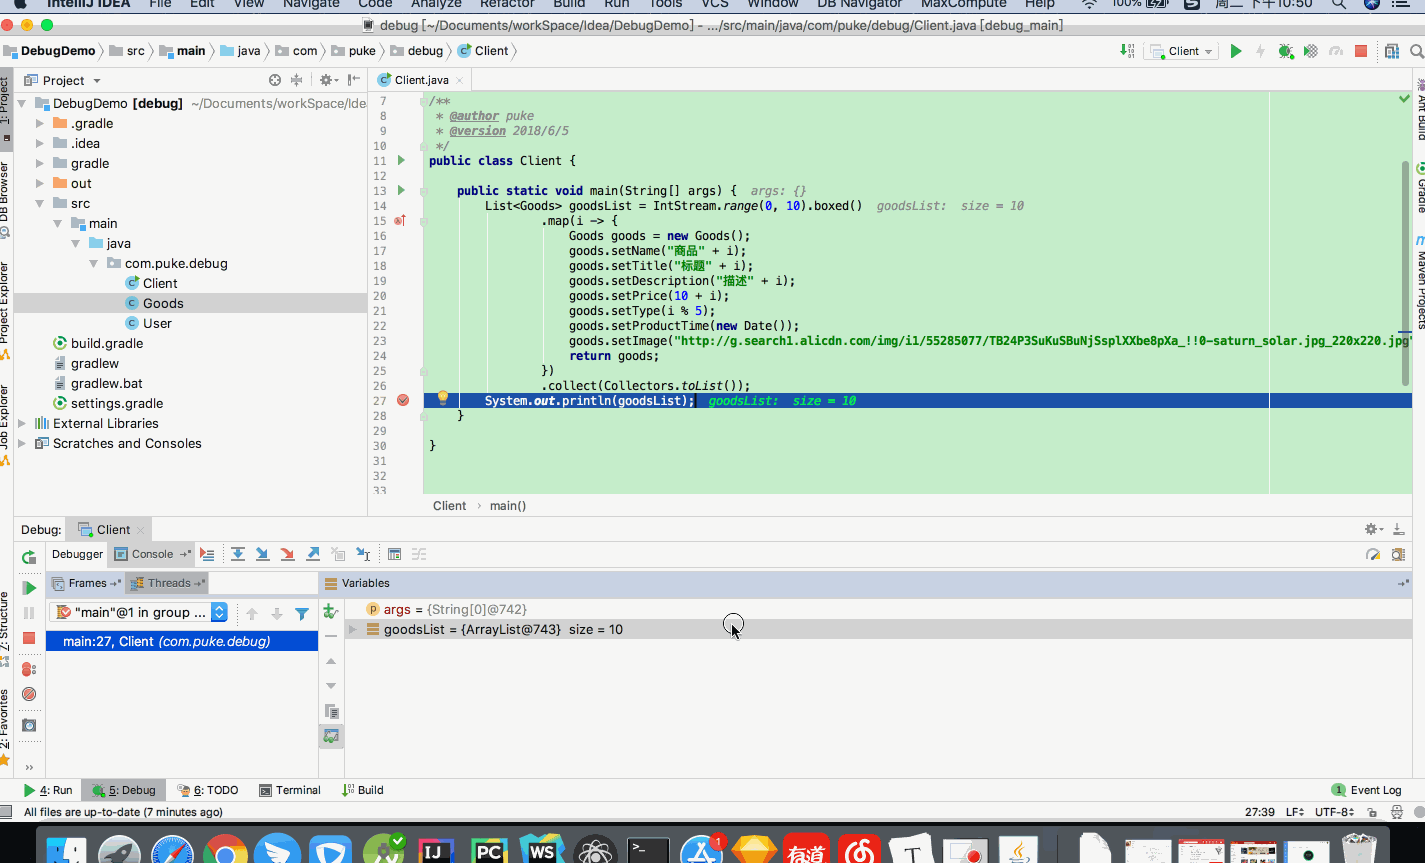 IntelliJ IDEA File Edit View Navigate Code Analyze Refactor Build Run Tools VCS Window DB Navigator MaxCompute Help 100% 周二下午10:50
debug [~/Documents/workSpace/Idea/DebugDemo] - .../src/main/java/com/puke/debug/Client.java [debug_main]
DebugDemo src main java com puke debug Client Client
Project Client.java
1: Project
DB Browser
Project Explorer
Job Explorer
7: Structure
2: Favorites
Ant Build
Gradle
Maven Projects
DebugDemo [debug] ~/Documents/workSpace/Ide
.gradle
.idea
gradle
out
src
main
java
com.puke.debug
Client
Goods
User
build.gradle
gradlew
gradlew.bat
settings.gradle
External Libraries
Scratches and Consoles
7 /**
8 * @author puke
9 * @version 2018/6/5
10 */
11 public class Client {
12
13 public static void main(String[] args) { args: {}
14 List<Goods> goodsList = IntStream.range(0, 10).boxed() goodsList: size = 10
15 .map(i -> {
16 Goods goods = new Goods();
17 goods.setName("商品" + i);
18 goods.setTitle("标题" + i);
19 goods.setDescription("描述" + i);
20 goods.setPrice(10 + i);
21 goods.setType(i % 5);
22 goods.setProductTime(new Date());
23 goods.setImage("http://g.search1.alicdn.com/img/i1/55285077/TB24P3SuKuSBuNjSsplXXbe8pXa_!!0-saturn_solar.jpg_220x220.jpg"
24 return goods;
25 })
26 .collect(Collectors.toList());
27 System.out.println(goodsList); goodsList: size = 10
28 }
29
30 }
31
32
33
Client › main()
Debug: Client
Debugger Console
Frames Threads Variables
"main"@1 in group ...
main:27, Client (com.puke.debug)
args = {String[0]@742}
goodsList = {ArrayList@743} size = 10
4: Run 5: Debug 6: TODO Terminal Build 1 Event Log
All files are up-to-date (7 minutes ago) 27:39 LF UTF-8
IJ PC WS >_ 1 有道 T